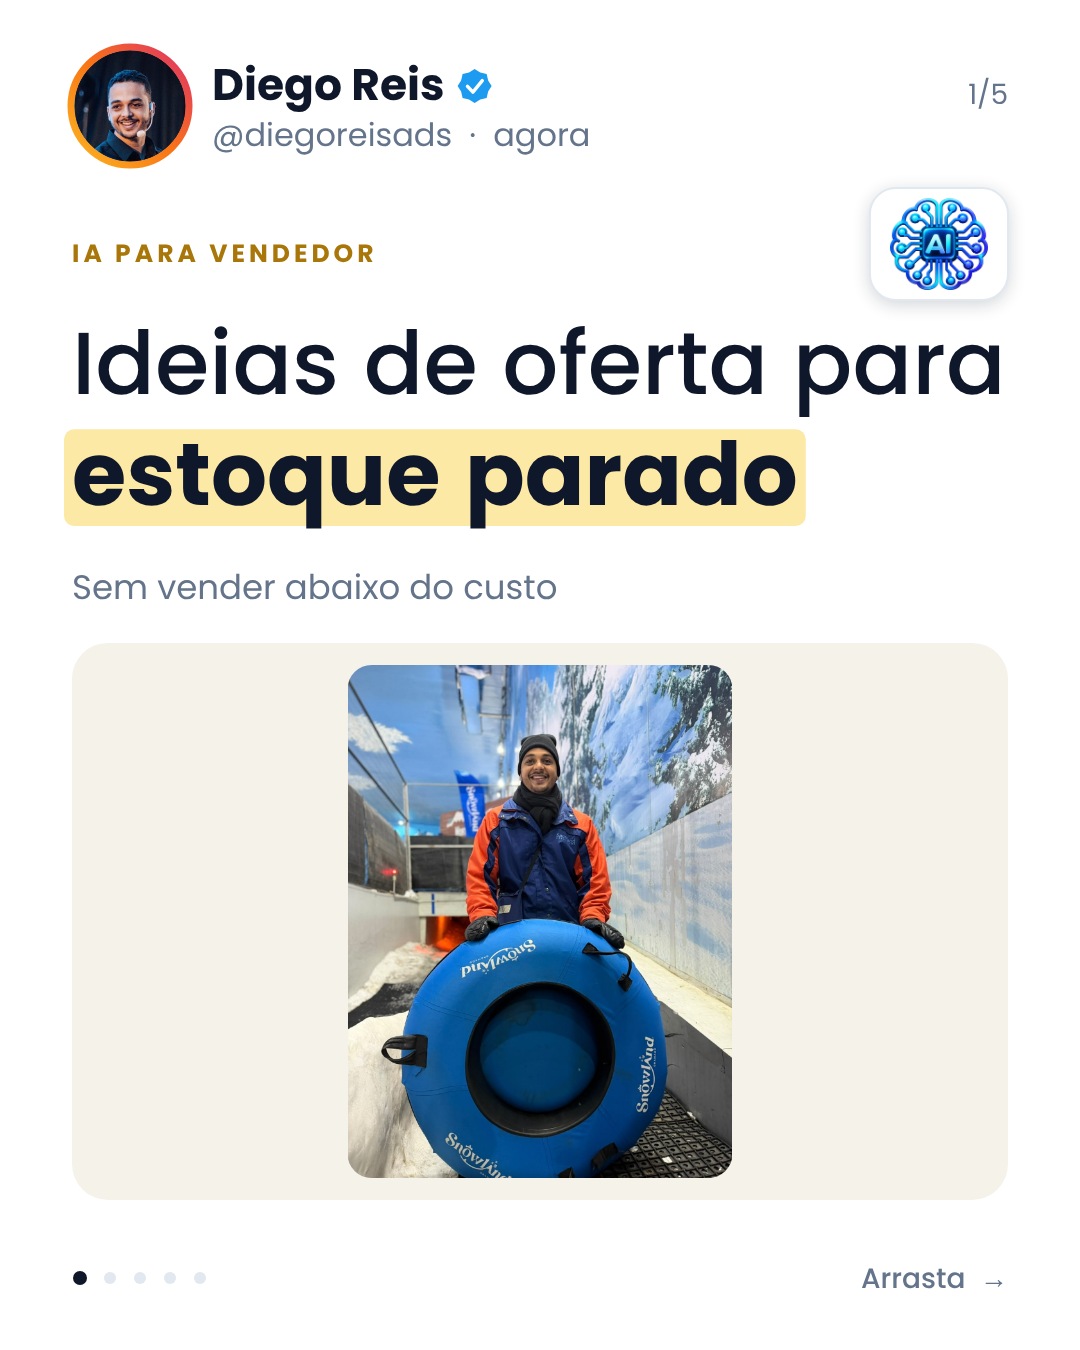 Diego Reis
@diegoreisads · agora
1/5
AI
IA PARA VENDEDOR
Ideias de oferta para
estoque parado
Sem vender abaixo do custo
Snowland
Snowland
Snowland
Snowland
Arrasta →